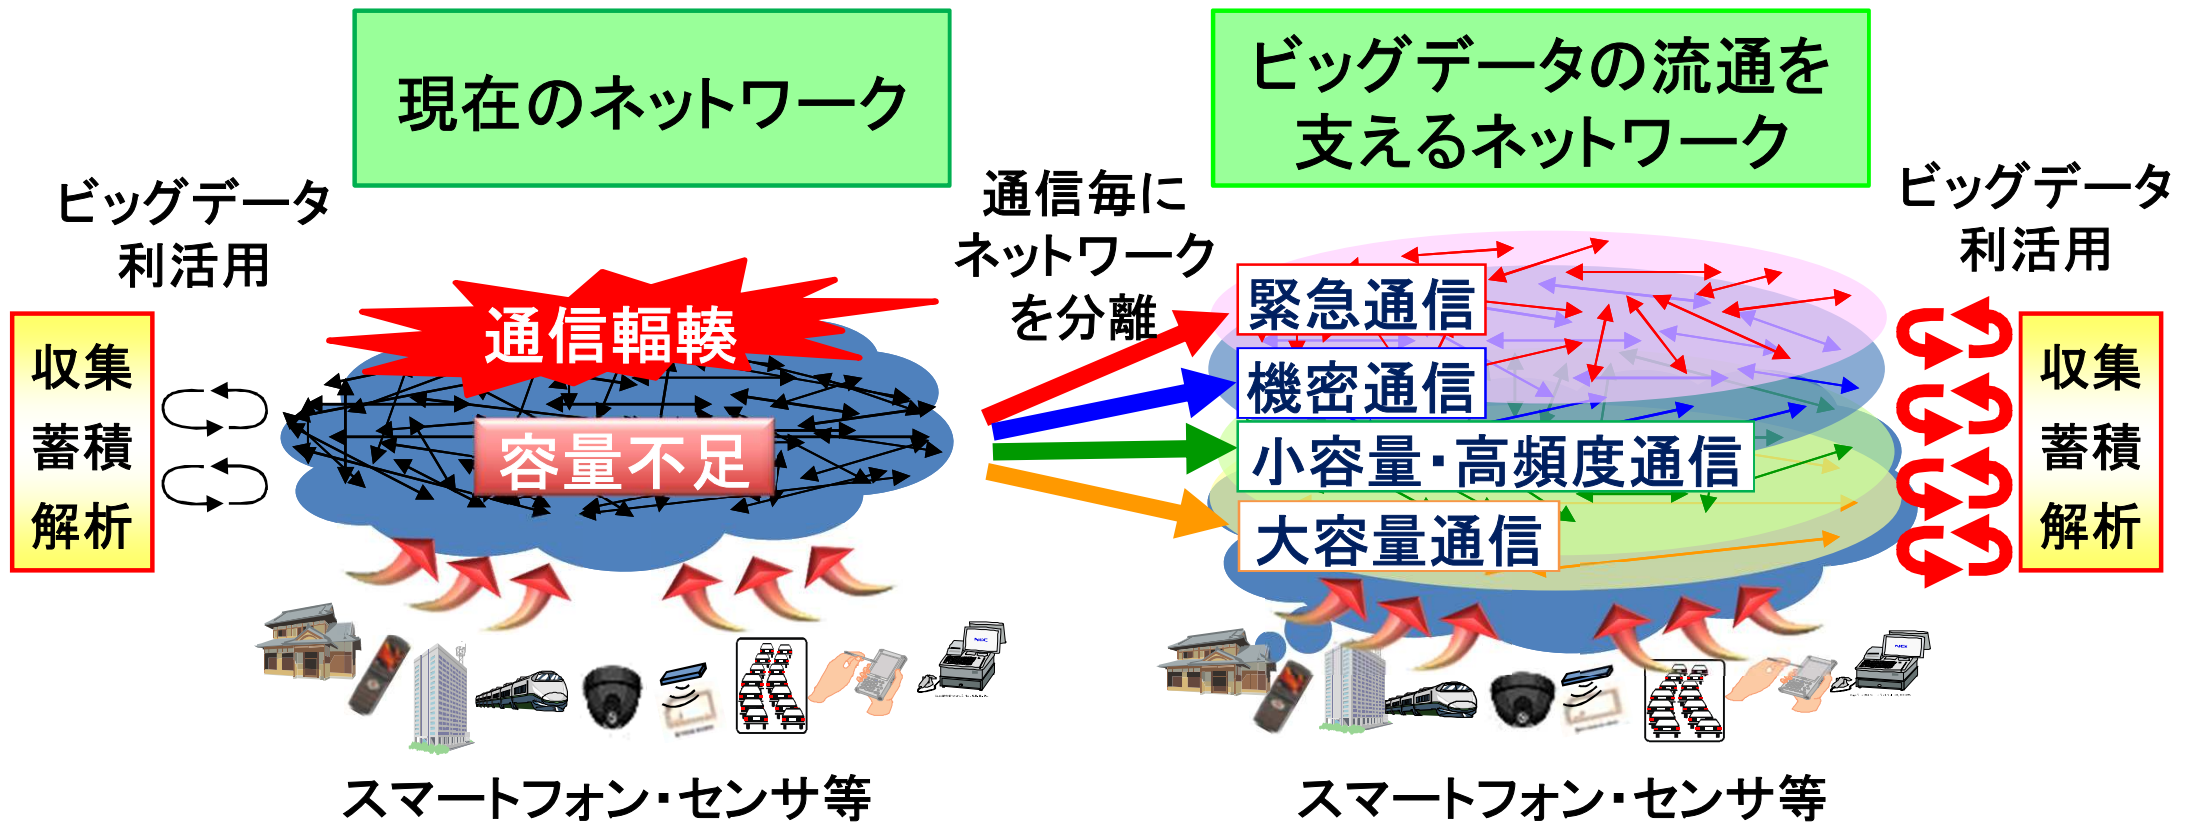 現在のネットワーク
ビッグデータ
利活用
収集
蓄積
解析
通信輻輳
容量不足
スマートフォン・センサ等
通信毎に
ネットワーク
を分離
ビッグデータの流通を
支えるネットワーク
緊急通信
機密通信
小容量・高頻度通信
大容量通信
ビッグデータ
利活用
収集
蓄積
解析
スマートフォン・センサ等